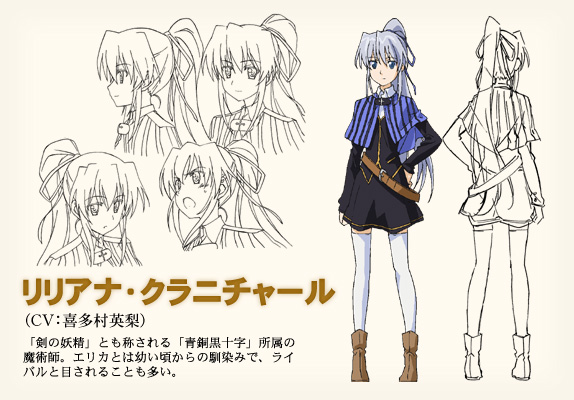 リリアナ・クラニチャール
（CV：喜多村英梨）
「剣の妖精」とも称される「青銅黒十字」所属の
魔術師。エリカとは幼い頃からの馴染みで、ライ
バルと目されることも多い。